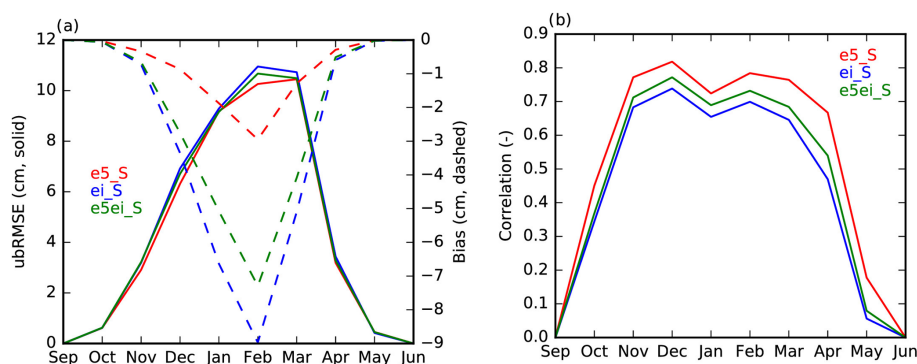 (a)
12
10
8
6
4
2
0
ubRMSE (cm, solid)
e5_S
ei_S
e5ei_S
0
−1
−2
−3
−4
−5
−6
−7
−8
−9
Bias (cm, dashed)
Sep Oct Nov Dec Jan Feb Mar Apr May Jun
(b)
0.9
0.8
0.7
0.6
0.5
0.4
0.3
0.2
0.1
0.0
Correlation (-)
e5_S
ei_S
e5ei_S
Sep Oct Nov Dec Jan Feb Mar Apr May Jun